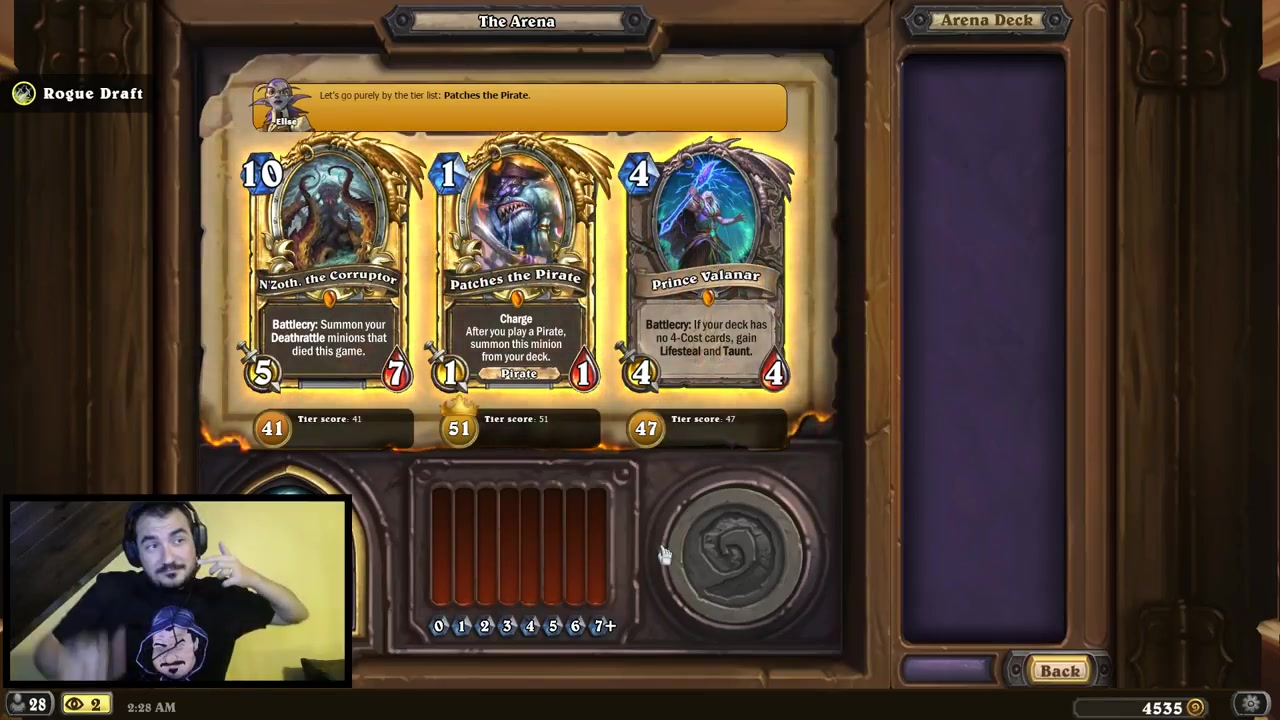 The Arena
Arena Deck
Rogue Draft
Let's go purely by the tier list: Patches the Pirate.
Elise
10
1
4
N'Zoth, the Corruptor
Patches the Pirate
Prince Valanar
Battlecry: Summon your
Deathrattle minions that
died this game.
Charge
After you play a Pirate,
summon this minion
from your deck.
Pirate
Battlecry: If your deck has
no 4-Cost cards, gain
Lifesteal and Taunt.
5
7
1
1
4
4
41
Tier score: 41
51
Tier score: 51
47
Tier score: 47
0 1 2 3 4 5 6 7+
Back
28
2
2:28 AM
4535